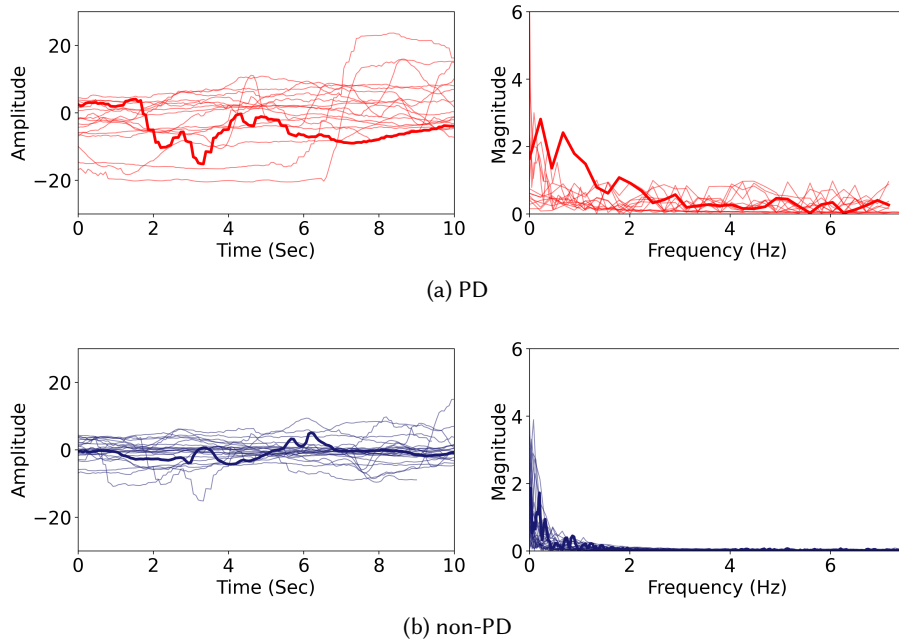 20
0
−20
Amplitude
0 2 4 6 8 10
Time (Sec)
6
4
2
0
Magnitude
0 2 4 6
Frequency (Hz)
(a) PD
20
0
−20
Amplitude
0 2 4 6 8 10
Time (Sec)
6
4
2
0
Magnitude
0 2 4 6
Frequency (Hz)
(b) non-PD